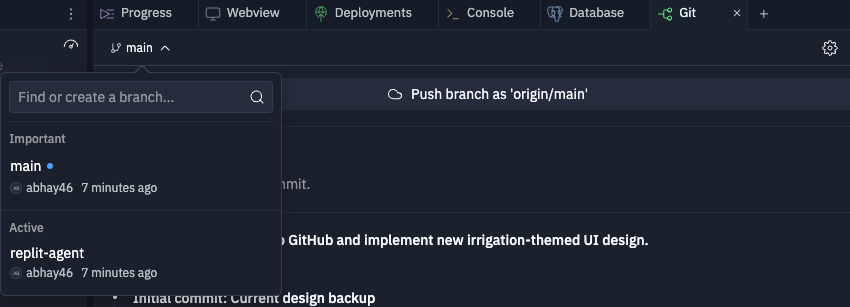 Progress
Webview
Deployments
Console
Database
Git
main
Find or create a branch...
Push branch as 'origin/main'
Important
main
abhay46 7 minutes ago
mmit.
Active
GitHub and implement new irrigation-themed UI design.
replit-agent
abhay46 7 minutes ago
Initial commit: Current design backup